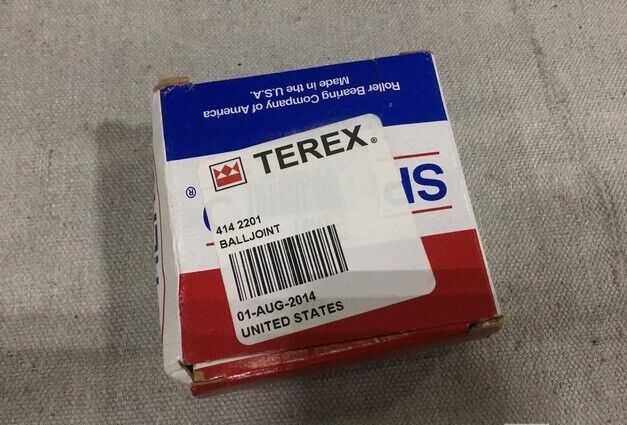 Roller Bearing Company of America
Made in the U.S.A.
TEREX®
®
414 2201
BALLJOINT
01-AUG-2014
UNITED STATES